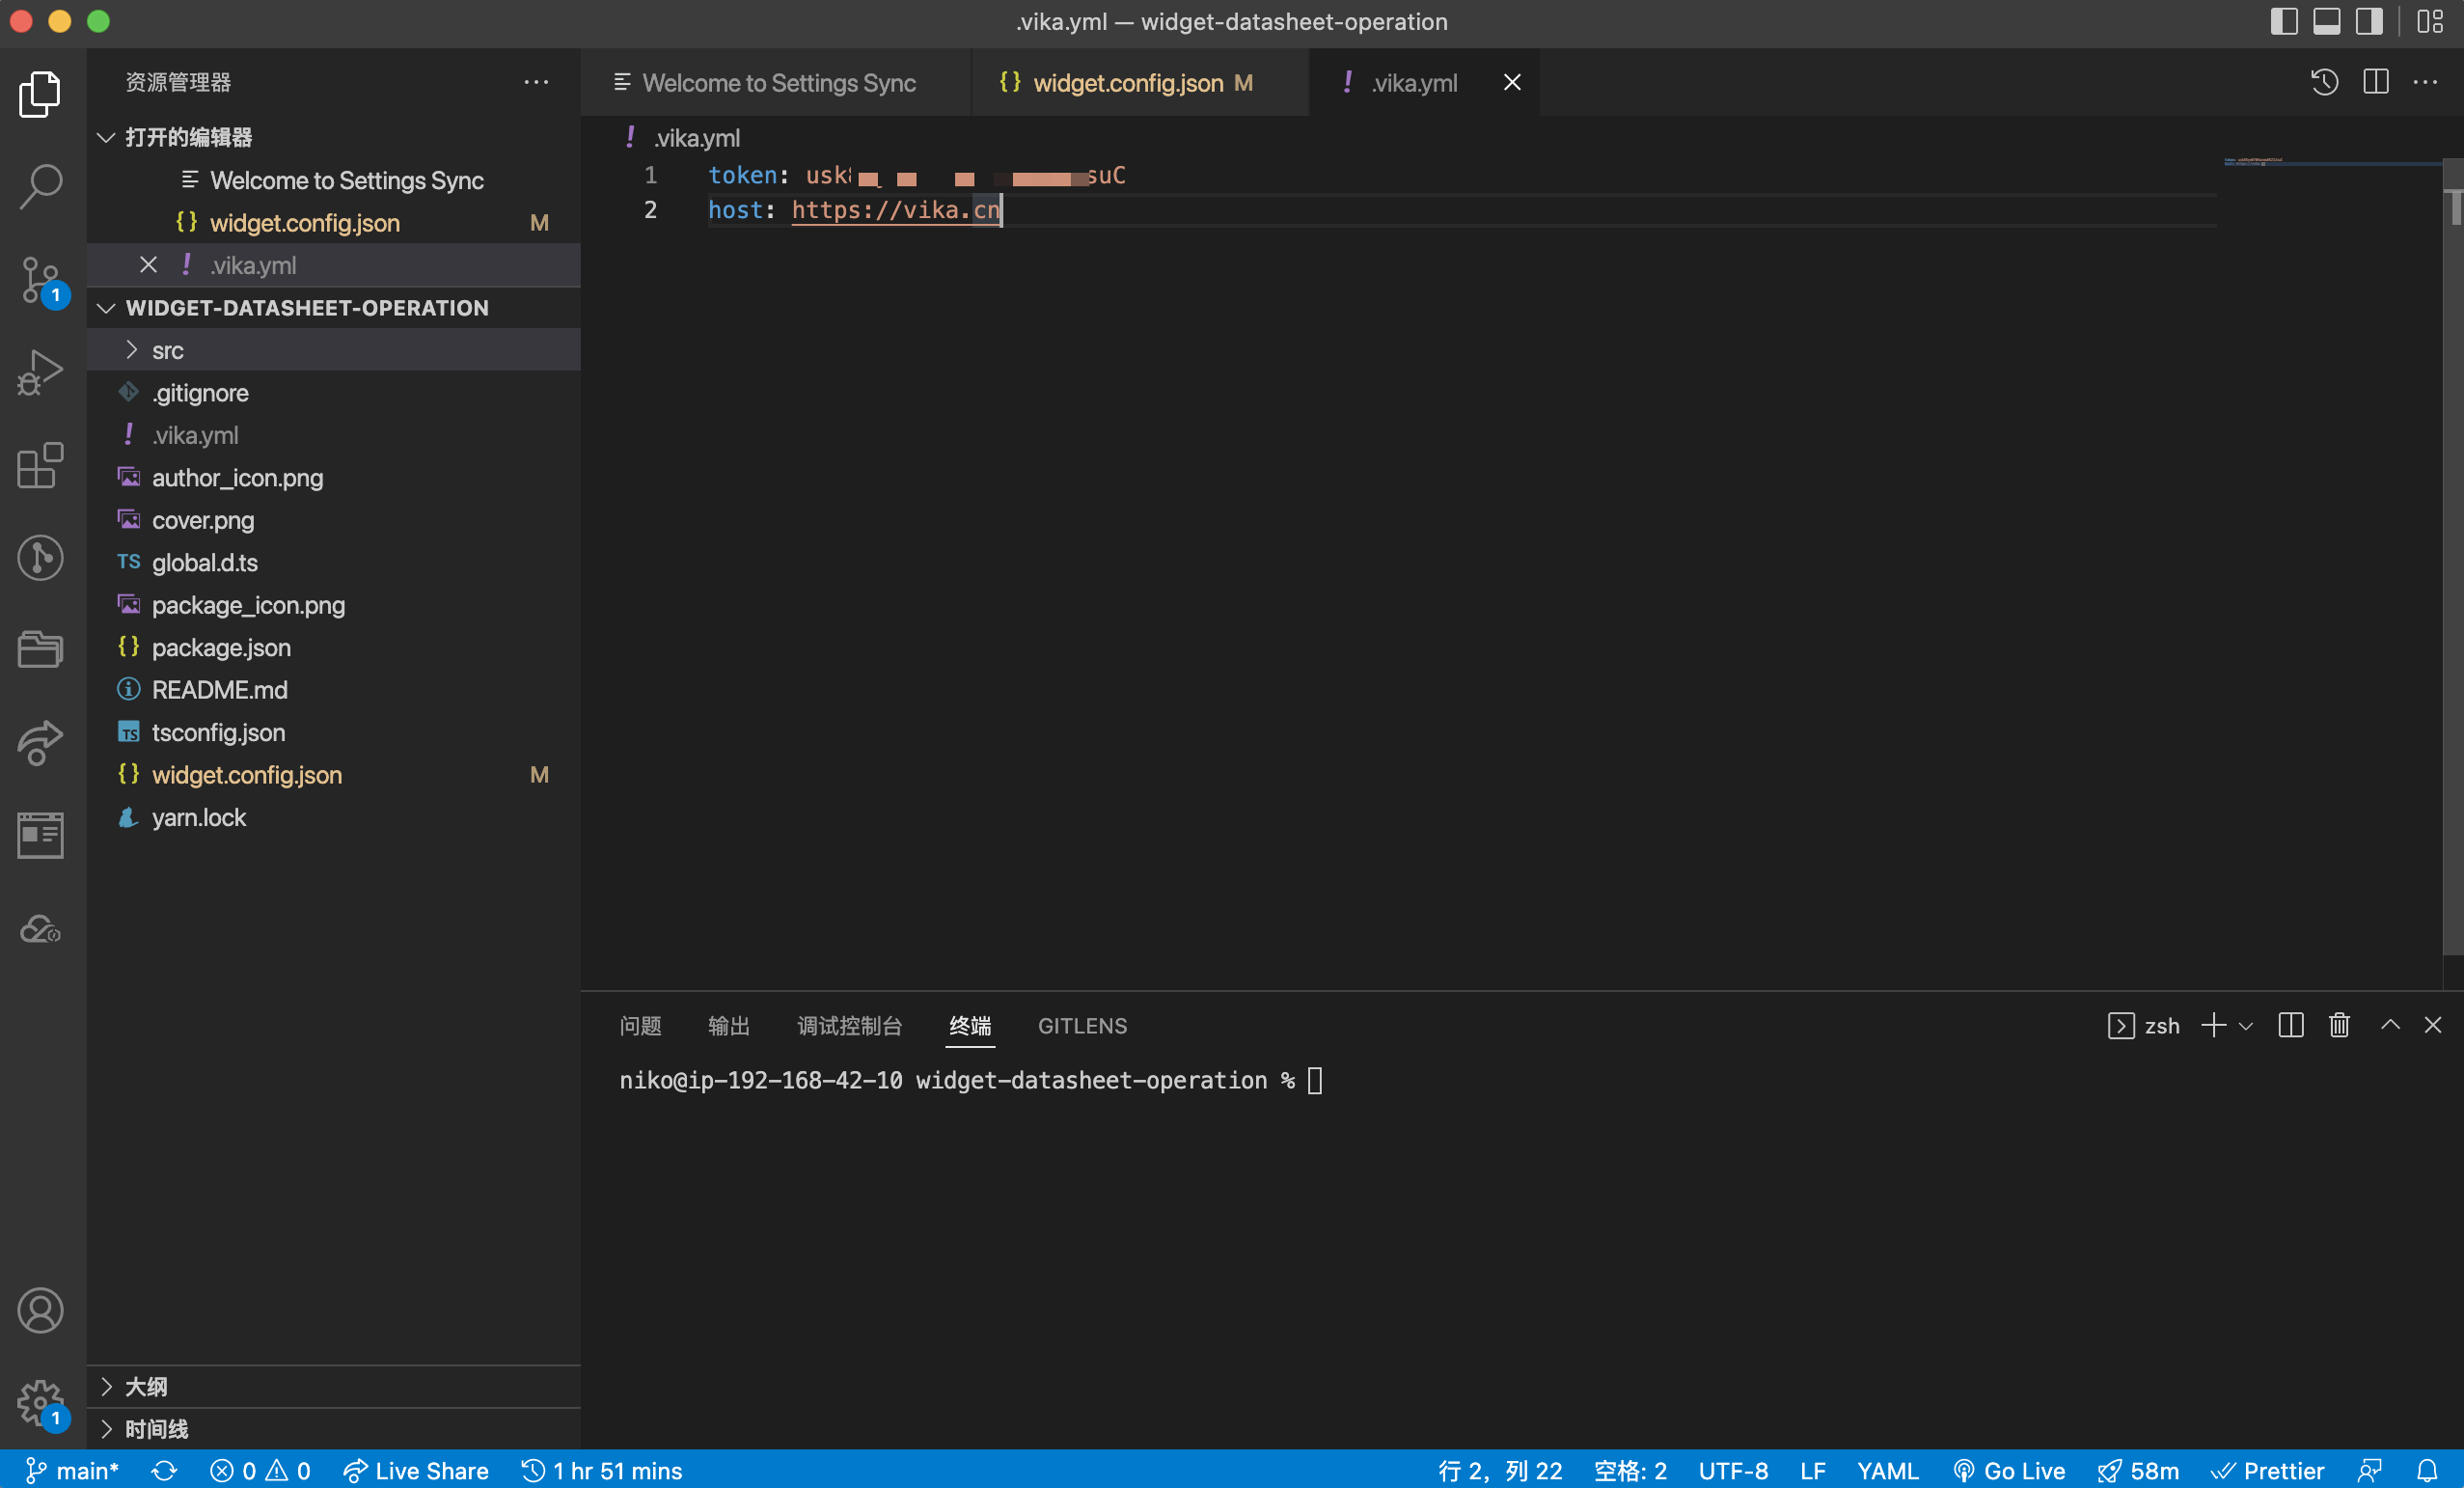 .vika.yml — widget-datasheet-operation
资源管理器
打开的编辑器
Welcome to Settings Sync
{} widget.config.json M
! .vika.yml
WIDGET-DATASHEET-OPERATION
src
.gitignore
! .vika.yml
author_icon.png
cover.png
TS global.d.ts
package_icon.png
{} package.json
README.md
TS tsconfig.json
{} widget.config.json M
yarn.lock
大纲
时间线
1
1
Welcome to Settings Sync
{} widget.config.json M
! .vika.yml
! .vika.yml
1 token: usk suC
2 host: https://vika.cn
问题 输出 调试控制台 终端 GITLENS
zsh
niko@ip-192-168-42-10 widget-datasheet-operation %
main* 0 0 Live Share 1 hr 51 mins
行 2，列 22 空格: 2 UTF-8 LF YAML Go Live 58m Prettier